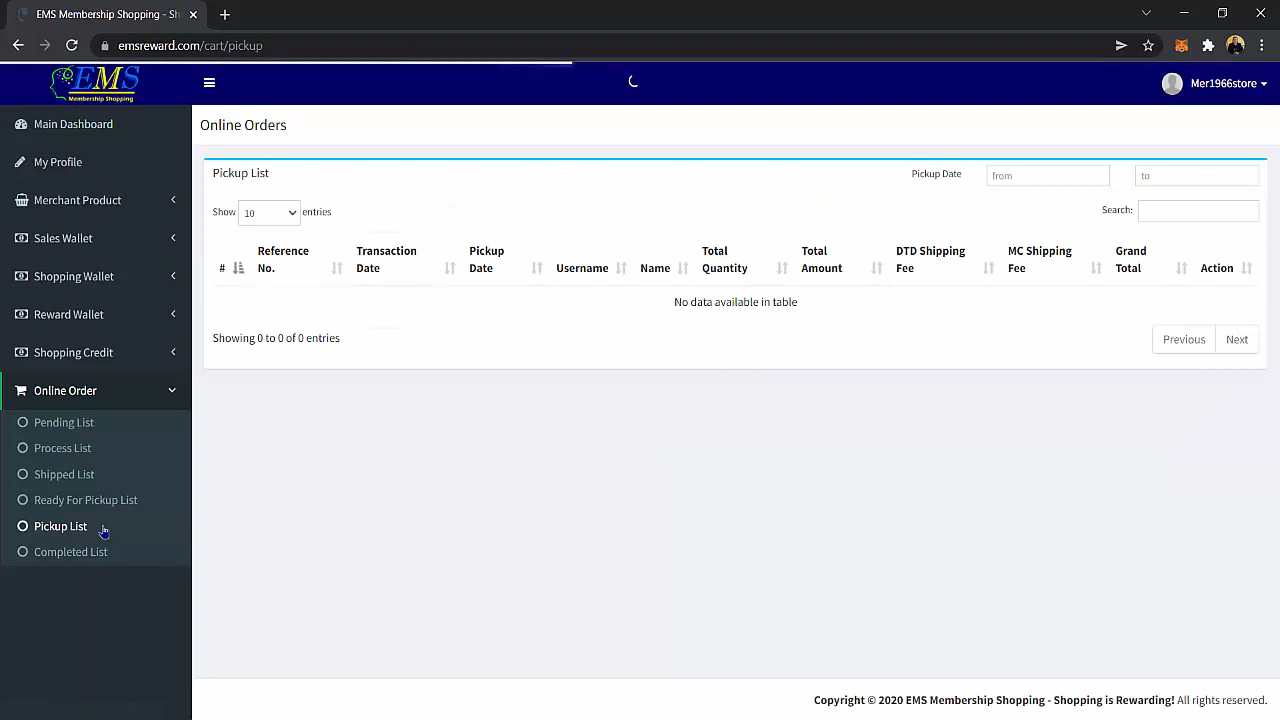 EMS Membership Shopping - Sh
emsreward.com/cart/pickup
EMS
Membership Shopping
Mer1966store
Main Dashboard
My Profile
Merchant Product
Sales Wallet
Shopping Wallet
Reward Wallet
Shopping Credit
Online Order
Pending List
Process List
Shipped List
Ready For Pickup List
Pickup List
Completed List
Online Orders
Pickup List
Pickup Date from to
Show 10 entries
Search:
# Reference No. Transaction Date Pickup Date Username Name Total Quantity Total Amount DTD Shipping Fee MC Shipping Fee Grand Total Action
No data available in table
Showing 0 to 0 of 0 entries
Previous Next
Copyright © 2020 EMS Membership Shopping - Shopping is Rewarding! All rights reserved.